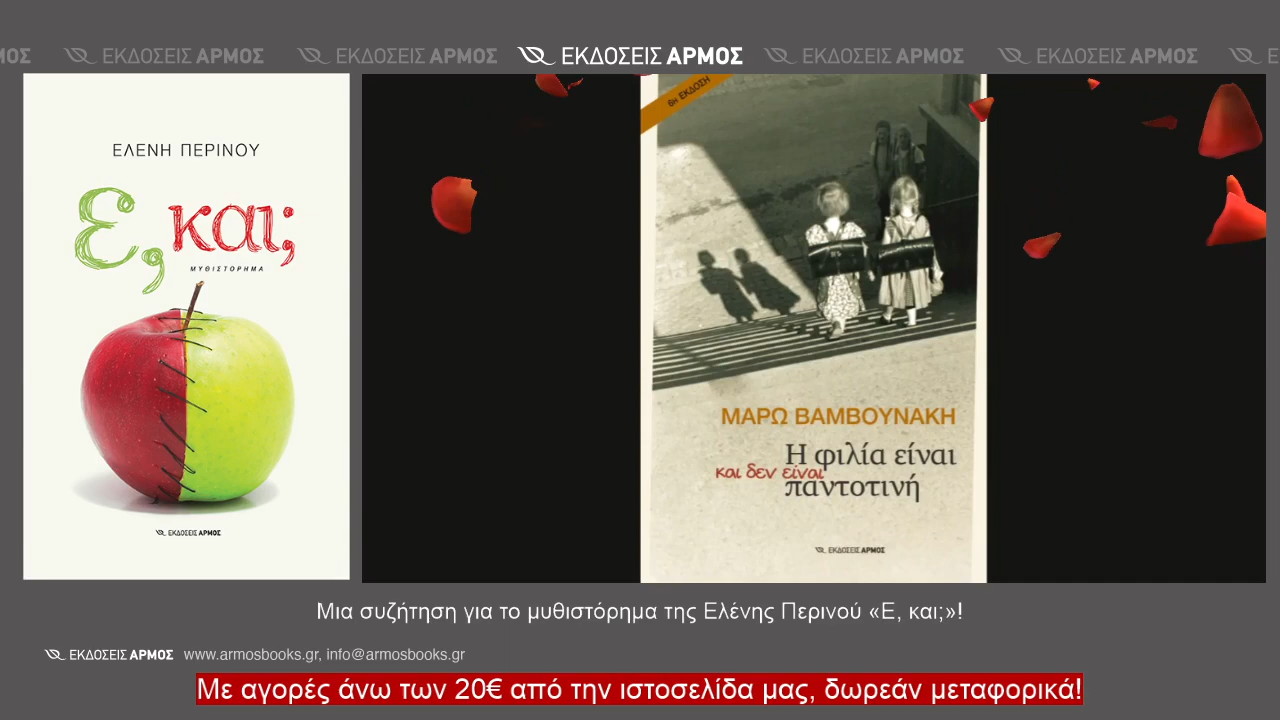 ΜΟΣ ΕΚΔΟΣΕΙΣ ΑΡΜΟΣ ΕΚΔΟΣΕΙΣ ΑΡΜΟΣ ΕΚΔΟΣΕΙΣ ΑΡΜΟΣ ΕΚΔΟΣΕΙΣ ΑΡΜΟΣ ΕΚΔΟΣΕΙΣ ΑΡΜΟΣ Ε
ΕΛΕΝΗ ΠΕΡΙΝΟΥ
Ε, και;
ΜΥΘΙΣΤΟΡΗΜΑ
ΕΚΔΟΣΕΙΣ ΑΡΜΟΣ
6η ΕΚΔΟΣΗ
ΜΑΡΩ ΒΑΜΒΟΥΝΑΚΗ
Η φιλία είναι
και δεν είναι
παντοτινή
ΕΚΔΟΣΕΙΣ ΑΡΜΟΣ
Μια συζήτηση για το μυθιστόρημα της Ελένης Περινού «Ε, και;»!
ΕΚΔΟΣΕΙΣ ΑΡΜΟΣ www.armosbooks.gr, info@armosbooks.gr
Με αγορές άνω των 20€ από την ιστοσελίδα μας, δωρεάν μεταφορικά!